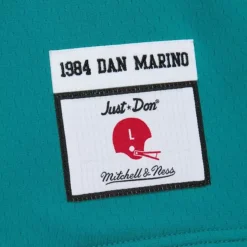 1984 DAN MARINO
Just★Don®
L
Mitchell & Ness